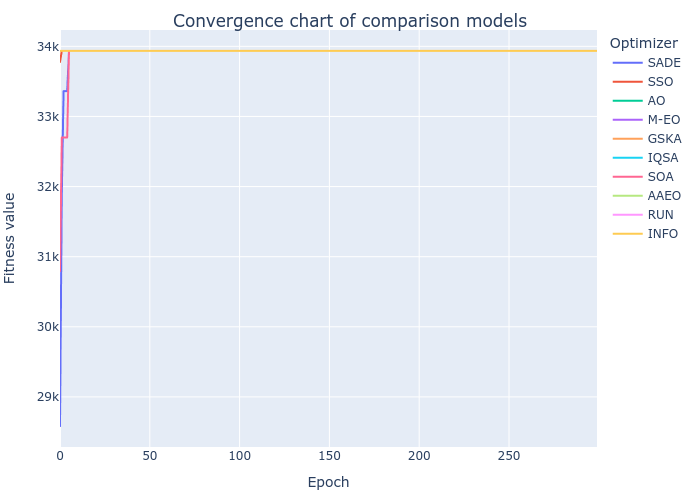 Convergence chart of comparison models
Fitness value
34k
33k
32k
31k
30k
29k
0 50 100 150 200 250
Epoch
Optimizer
SADE
SSO
AO
M-EO
GSKA
IQSA
SOA
AAEO
RUN
INFO